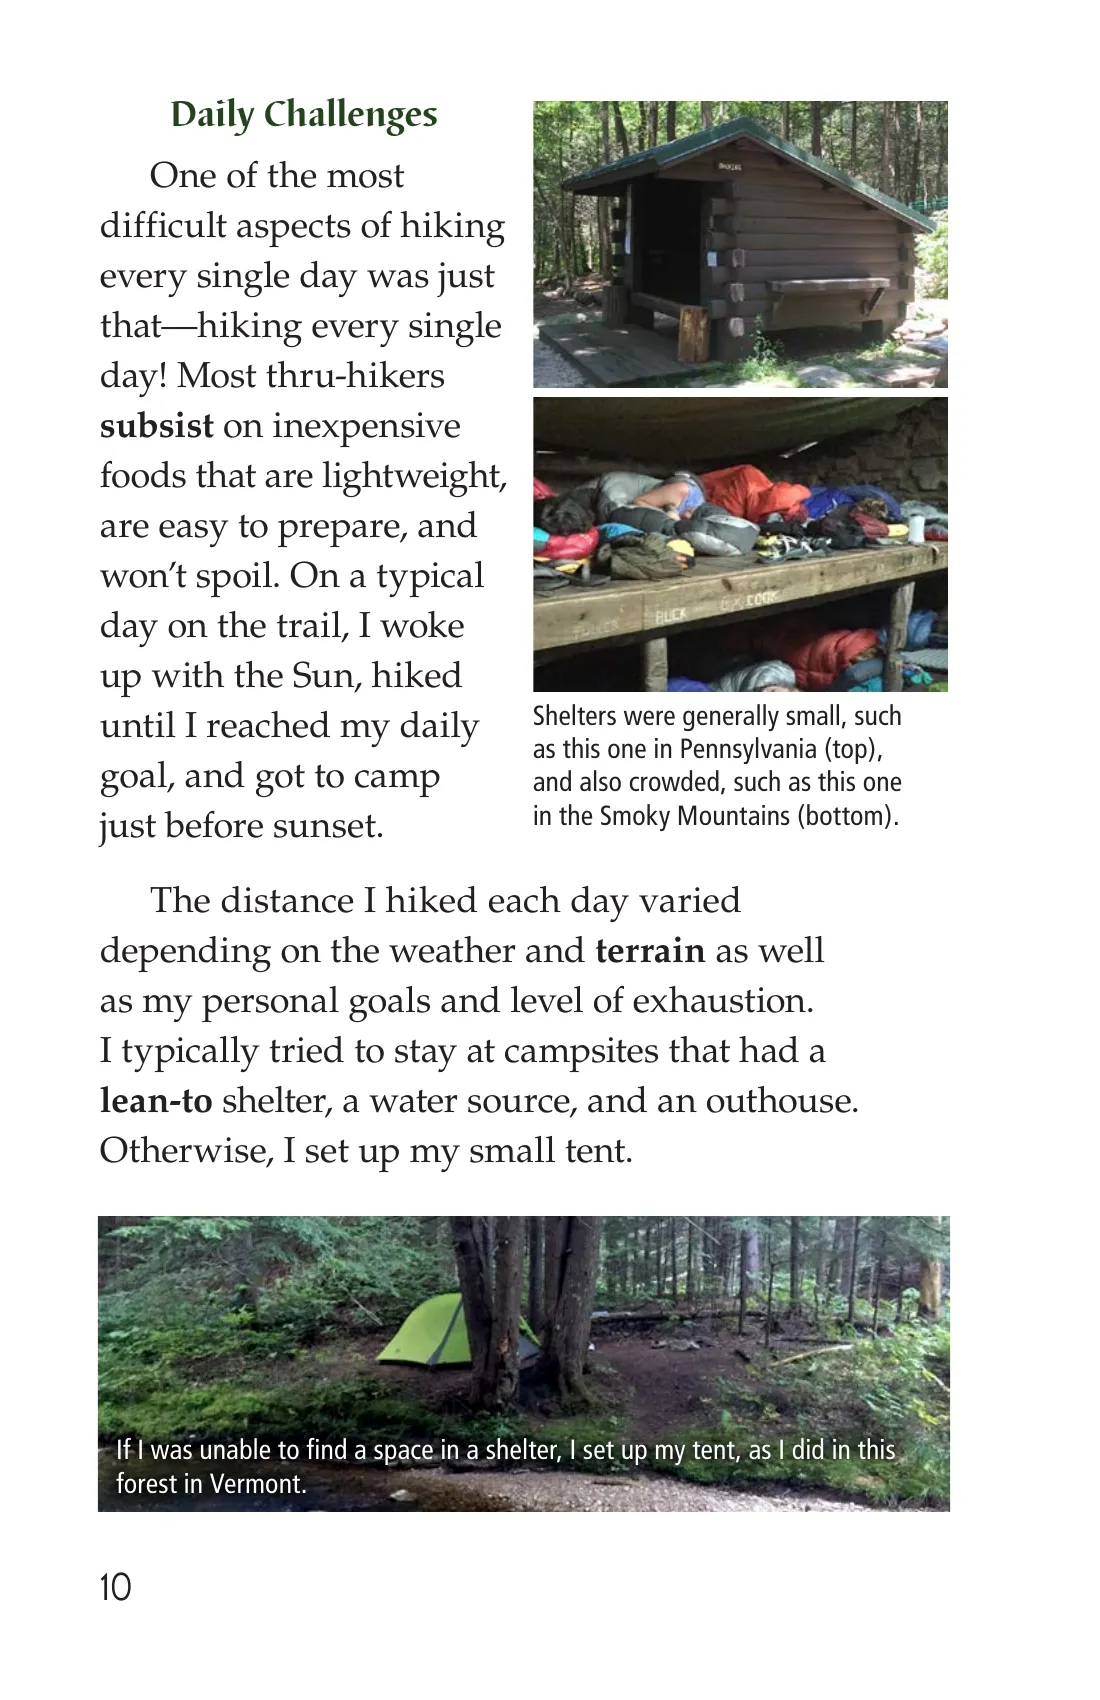 Daily Challenges
One of the most
difficult aspects of hiking
every single day was just
that—hiking every single
day! Most thru-hikers
subsist on inexpensive
foods that are lightweight,
are easy to prepare, and
won’t spoil. On a typical
day on the trail, I woke
up with the Sun, hiked
until I reached my daily
goal, and got to camp
just before sunset.
BUCK
COOK
Shelters were generally small, such
as this one in Pennsylvania (top),
and also crowded, such as this one
in the Smoky Mountains (bottom).
The distance I hiked each day varied
depending on the weather and terrain as well
as my personal goals and level of exhaustion.
I typically tried to stay at campsites that had a
lean-to shelter, a water source, and an outhouse.
Otherwise, I set up my small tent.
If I was unable to find a space in a shelter, I set up my tent, as I did in this
forest in Vermont.
10